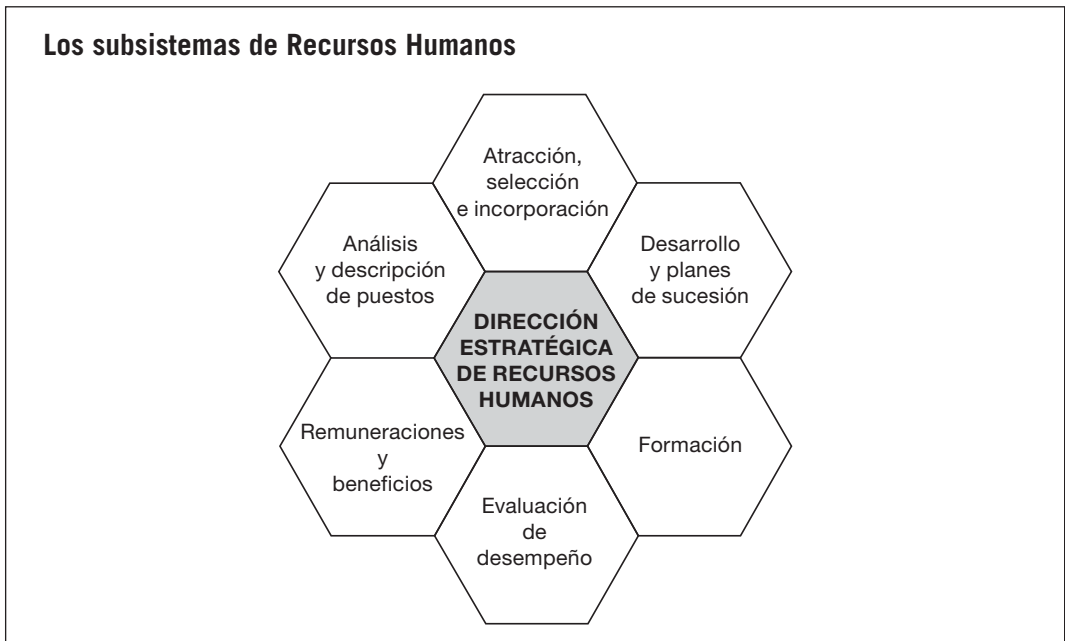 Los subsistemas de Recursos Humanos
Atracción,
selección
e incorporación
Análisis
y descripción
de puestos
Desarrollo
y planes
de sucesión
DIRECCIÓN
ESTRATÉGICA
DE RECURSOS
HUMANOS
Remuneraciones
y
beneficios
Formación
Evaluación
de
desempeño